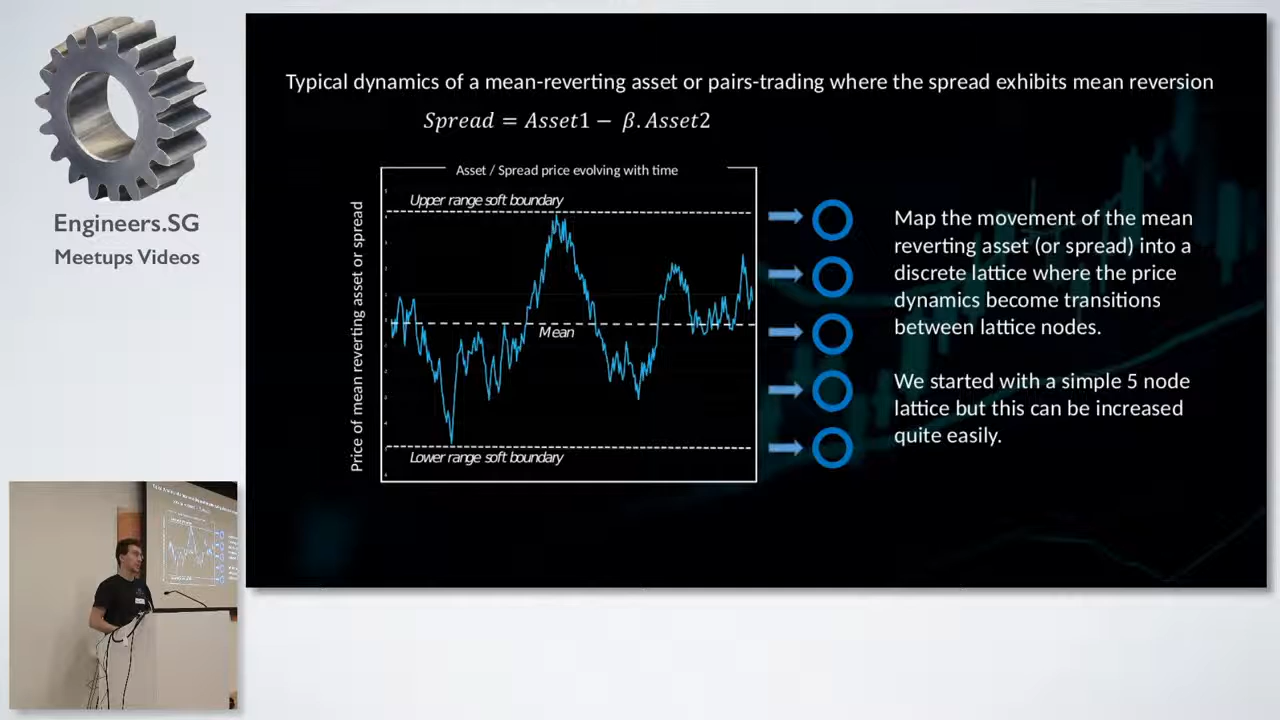 Engineers.SG
Meetups Videos
Typical dynamics of a mean-reverting asset or pairs-trading where the spread exhibits mean reversion
Spread = Asset1 − β.Asset2
Asset / Spread price evolving with time
Price of mean reverting asset or spread
Upper range soft boundary
Mean
Lower range soft boundary
Map the movement of the mean
reverting asset (or spread) into a
discrete lattice where the price
dynamics become transitions
between lattice nodes.
We started with a simple 5 node
lattice but this can be increased
quite easily.